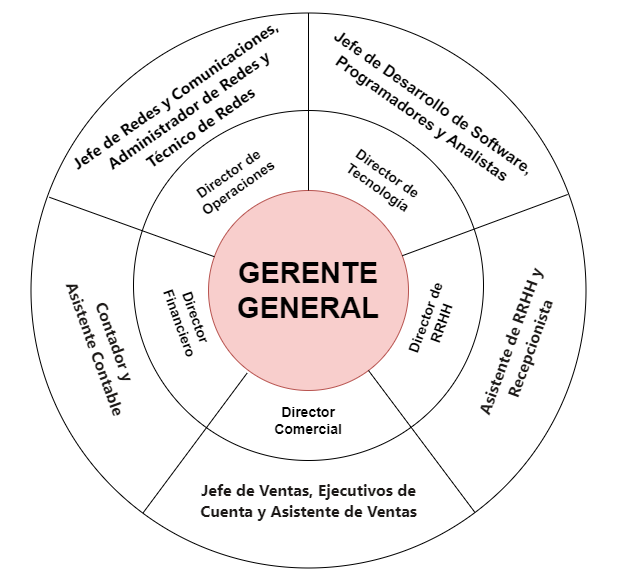 Jefe de Redes y Comunicaciones,
Administrador de Redes y
Técnico de Redes
Jefe de Desarrollo de Software,
Programadores y Analistas
Director de
Operaciones
Director de
Tecnología
GERENTE
GENERAL
Director
Financiero
Director de
RRHH
Contador y
Asistente Contable
Asistente de RRHH y
Recepcionista
Director
Comercial
Jefe de Ventas, Ejecutivos de
Cuenta y Asistente de Ventas